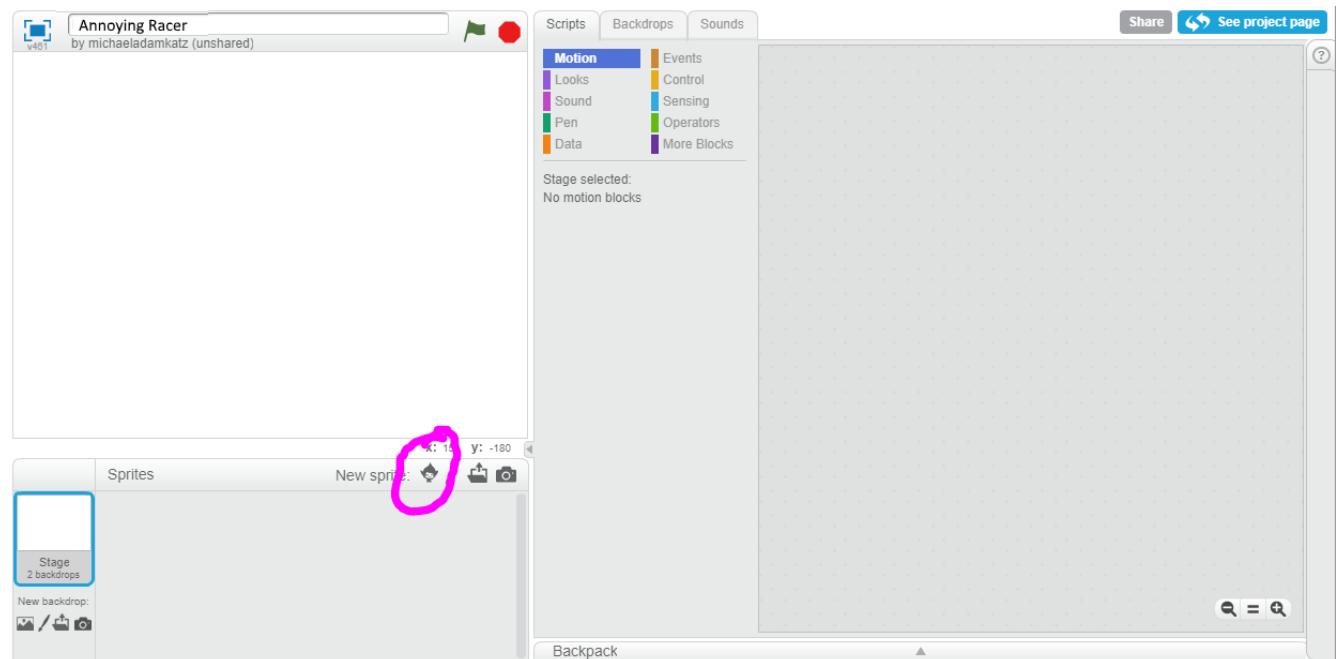 Annoying Racer
v461
by michaeladamkatz (unshared)
Scripts
Backdrops
Sounds
Share
See project page
?
Motion
Events
Looks
Control
Sound
Sensing
Pen
Operators
Data
More Blocks
Stage selected:
No motion blocks
y: -180
Sprites
New sprite:
Stage
2 backdrops
New backdrop:
Backpack